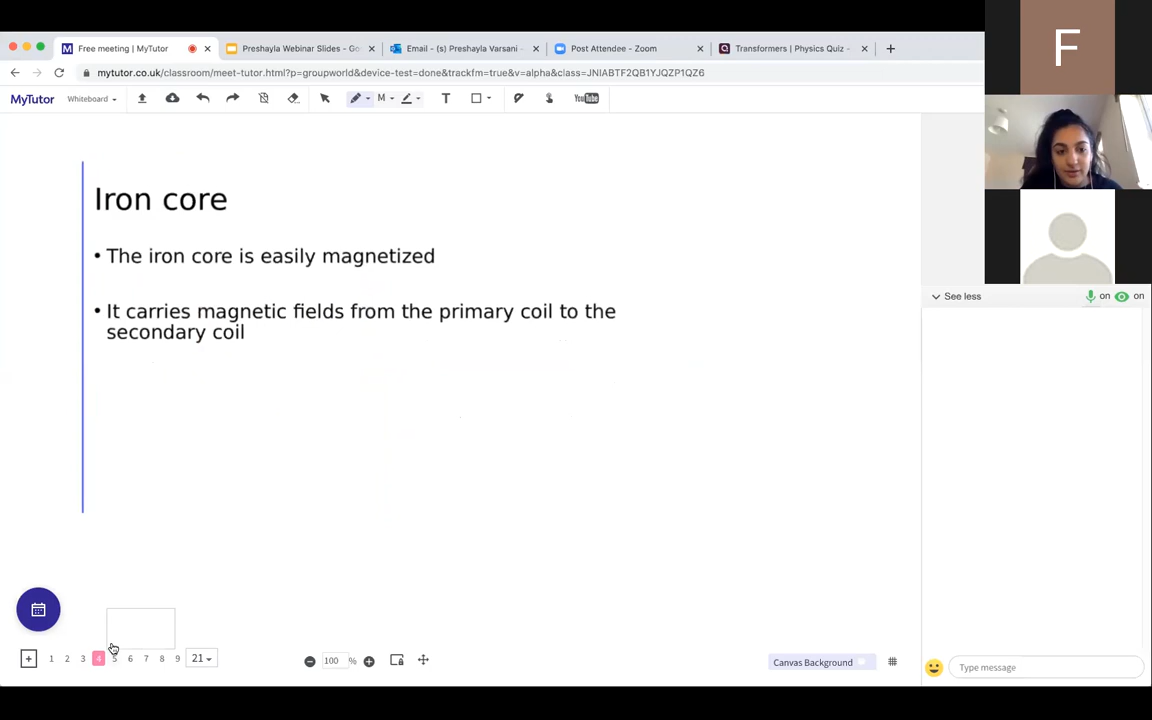 Free meeting | MyTutor
Preshayla Webinar Slides - Go
Email - (s) Preshayla Varsani -
Post Attendee - Zoom
Transformers | Physics Quiz -
mytutor.co.uk/classroom/meet-tutor.html?p=groupworld&device-test=done&trackfm=true&v=alpha&class=JNIABTF2QB1YJQZP1QZ6
MyTutor
Whiteboard
M
T
YouTube
F
Iron core
• The iron core is easily magnetized
• It carries magnetic fields from the primary coil to the
secondary coil
See less
on
on
1 2 3 4 5 6 7 8 9 21
100 %
Canvas Background
Type message